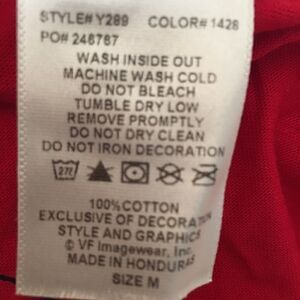 STYLE# Y289 COLOR# 1426
PO# 246767
WASH INSIDE OUT
MACHINE WASH COLD
DO NOT BLEACH
TUMBLE DRY LOW
REMOVE PROMPTLY
DO NOT DRY CLEAN
DO NOT IRON DECORATION
100% COTTON
EXCLUSIVE OF DECORATION
STYLE AND GRAPHICS
© VF Imagewear, Inc.
MADE IN HONDURAS
SIZE M